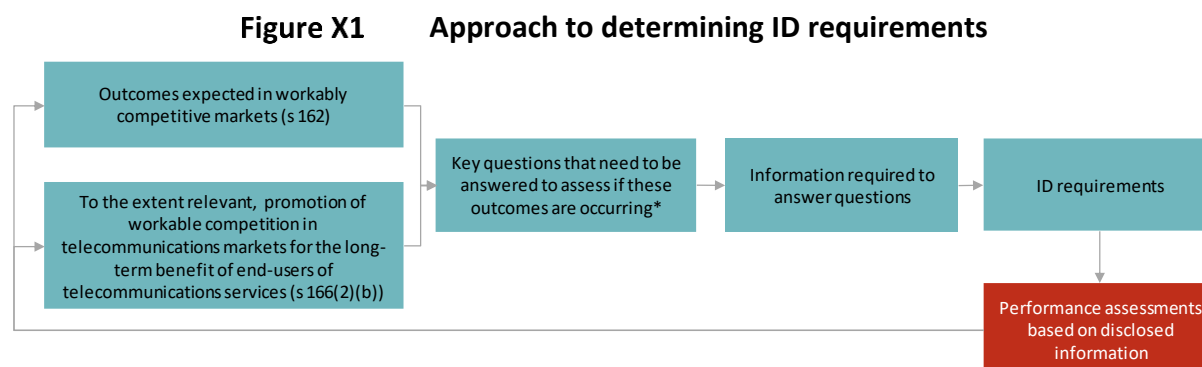 Figure X1 Approach to determining ID requirements
Outcomes expected in workably
competitive markets (s 162)
To the extent relevant, promotion of
workable competition in
telecommunications markets for the long-
term benefit of end-users of
telecommunications services (s 166(2)(b))
Key questions that need to be
answered to assess if these
outcomes are occurring*
Information required to
answer questions
ID requirements
Performance assessments
based on disclosed
information